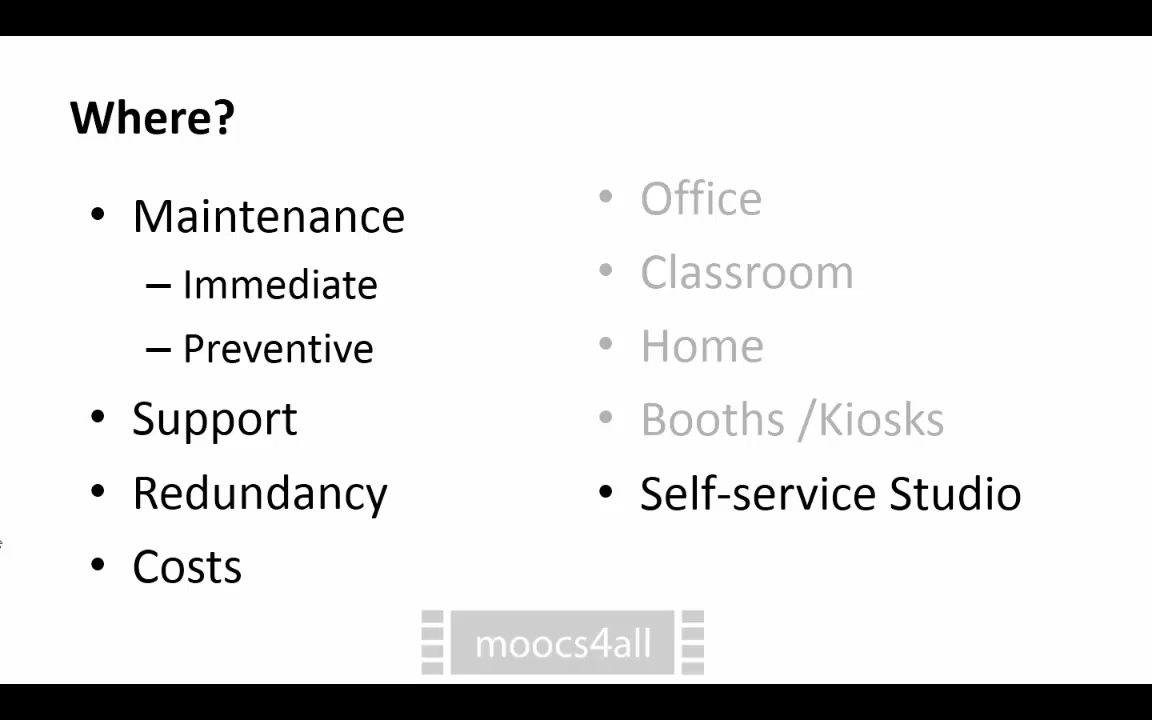 Where?
• Maintenance
– Immediate
– Preventive
• Support
• Redundancy
• Costs
• Office
• Classroom
• Home
• Booths /Kiosks
• Self-service Studio
moocs4all